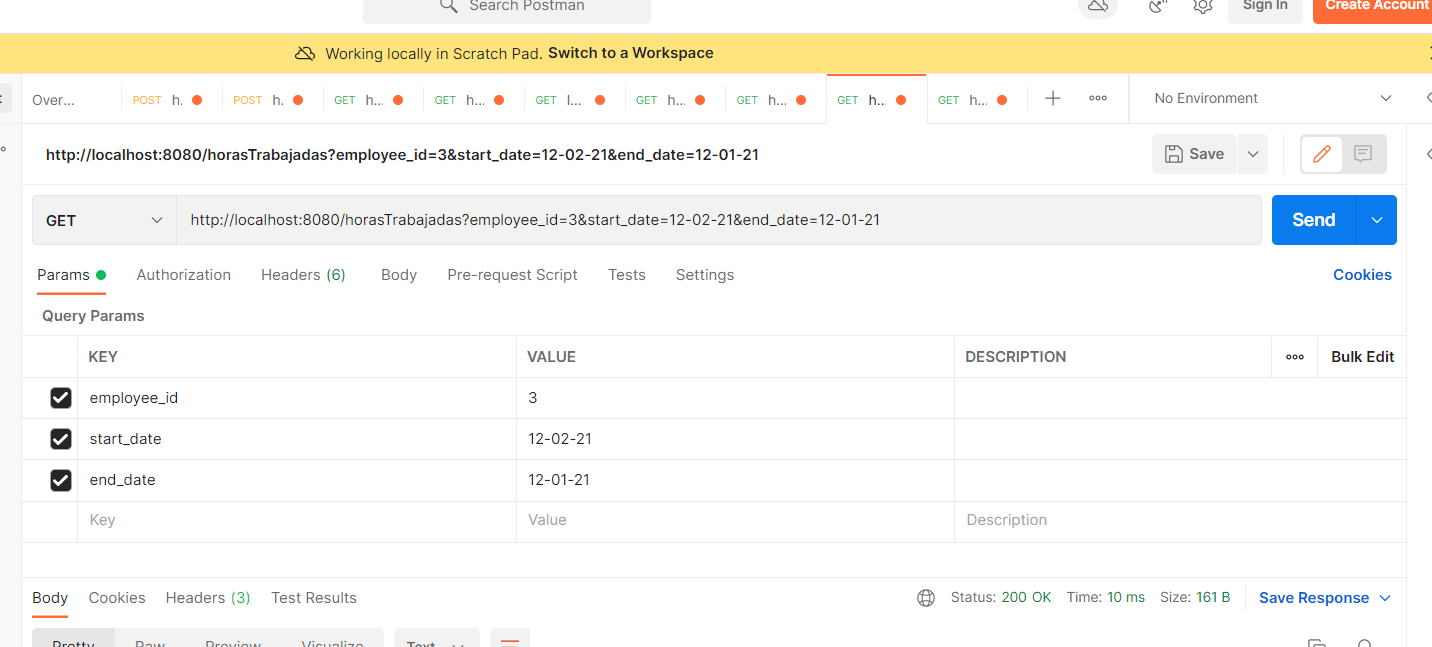 Search Postman
Sign In
Create Account
Working locally in Scratch Pad. Switch to a Workspace
Over...
POST h.
POST h.
GET h...
GET h...
GET l...
GET h...
GET h...
GET h...
GET h...
No Environment
http://localhost:8080/horasTrabajadas?employee_id=3&start_date=12-02-21&end_date=12-01-21
Save
GET
http://localhost:8080/horasTrabajadas?employee_id=3&start_date=12-02-21&end_date=12-01-21
Send
Params Authorization Headers (6) Body Pre-request Script Tests Settings Cookies
Query Params
KEY VALUE DESCRIPTION Bulk Edit
employee_id 3
start_date 12-02-21
end_date 12-01-21
Key Value Description
Body Cookies Headers (3) Test Results Status: 200 OK Time: 10 ms Size: 161 B Save Response
Pretty Raw Preview Visualize Text